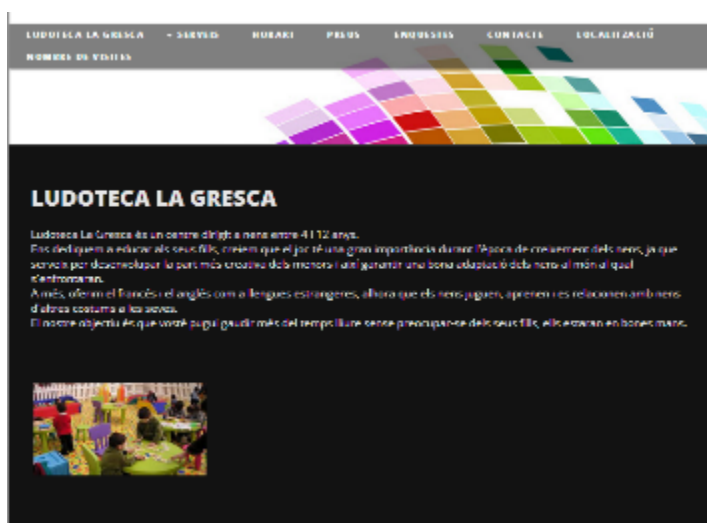 LUDOTECA LA GRESCA SERVEIS HORARI PREUS ENQUESTES CONTACTE LOCALITZACIÓ
NOMBRE DE VISITES
LUDOTECA LA GRESCA
Ludoteca La Gresca és un centre dirigit a nens entre 4 i 12 anys.
Ens dediquem a educar als seus fills, creiem que el joc té una gran importància durant l'època de creixement dels nens, ja que
serveix per desenvolupar la part més creativa dels menors i així garantir una bona adaptació dels nens al món al qual
s'enfrontaran.
A més, oferim el francès i el anglès com a llengues estrangeres, alhora que els nens juguen, aprenen i es relacionen amb nens
d'altres costums a les seves.
El nostre objectiu és que vostè pugui gaudir més del temps lliure sense preocupar-se dels seus fills, ells estaran en bones mans.